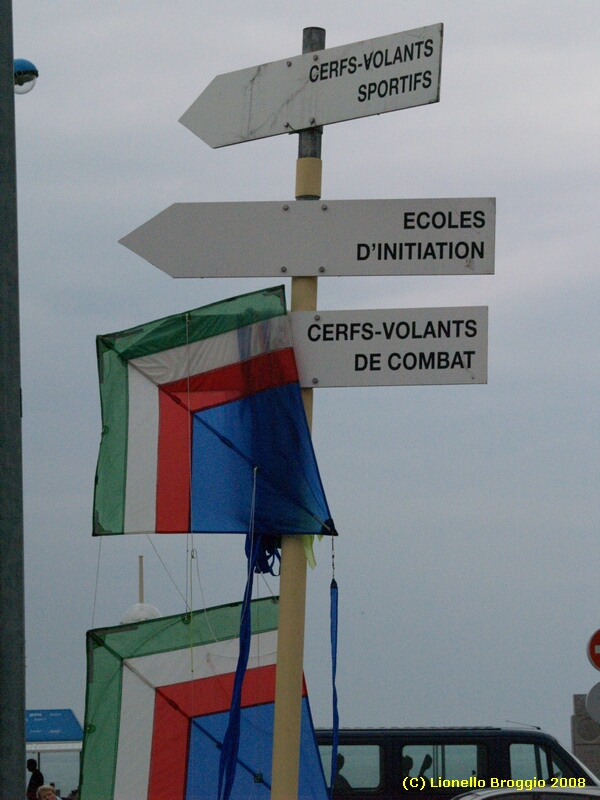 CERFS-VOLANTS
SPORTIFS
ECOLES
D'INITIATION
CERFS-VOLANTS
DE COMBAT
(C) Lionello Broggio 2008